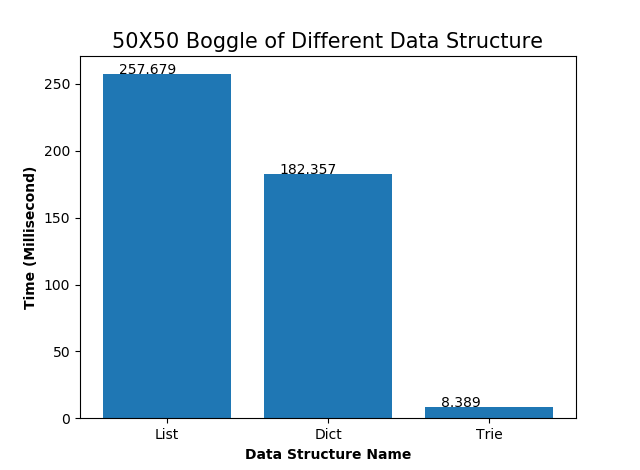 50X50 Boggle of Different Data Structure
257.679
182.357
8.389
250
200
150
100
50
0
Time (Millisecond)
List Dict Trie
Data Structure Name